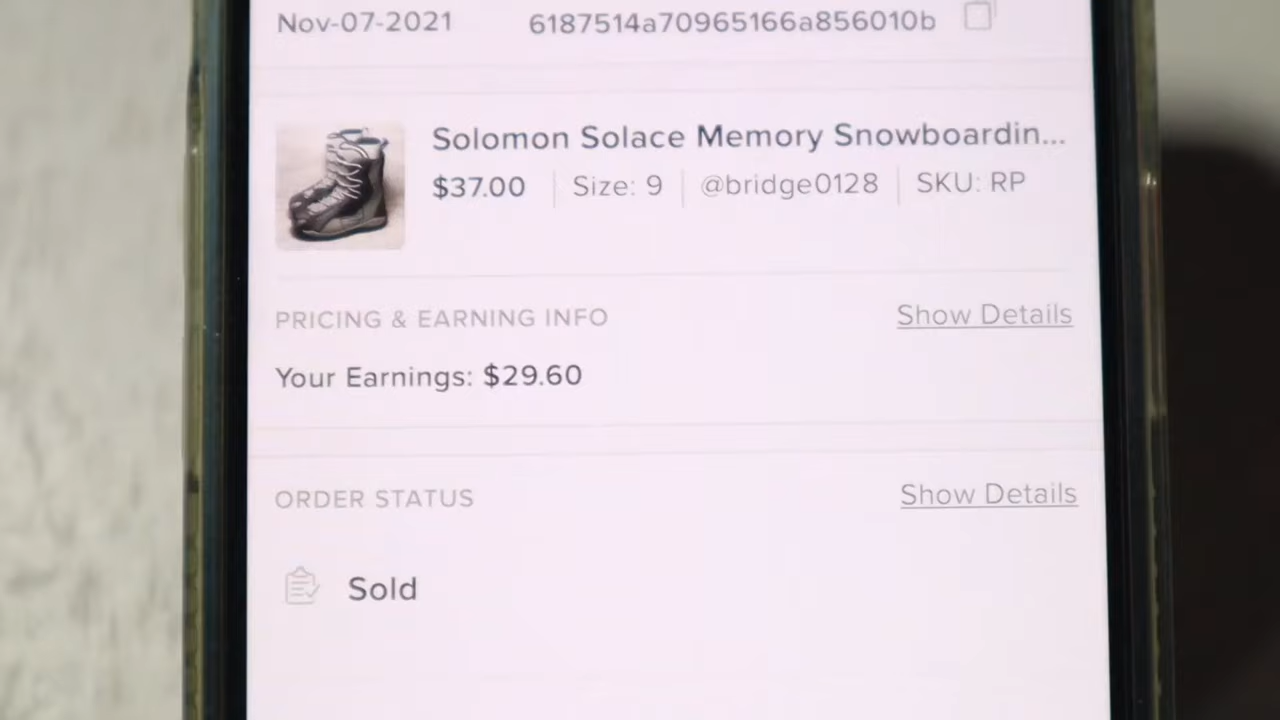 Nov-07-2021 6187514a70965166a856010b
Solomon Solace Memory Snowboardin...
$37.00 Size: 9 @bridge0128 SKU: RP
PRICING & EARNING INFO Show Details
Your Earnings: $29.60
ORDER STATUS Show Details
Sold